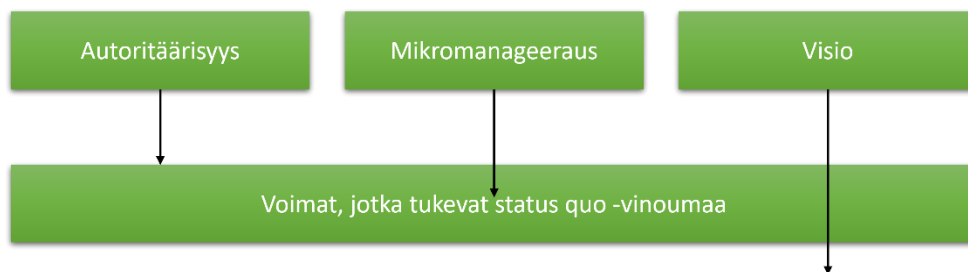 Autoritäärisyys
Mikromanageeraus
Visio
Voimat, jotka tukevat status quo -vinoumaa